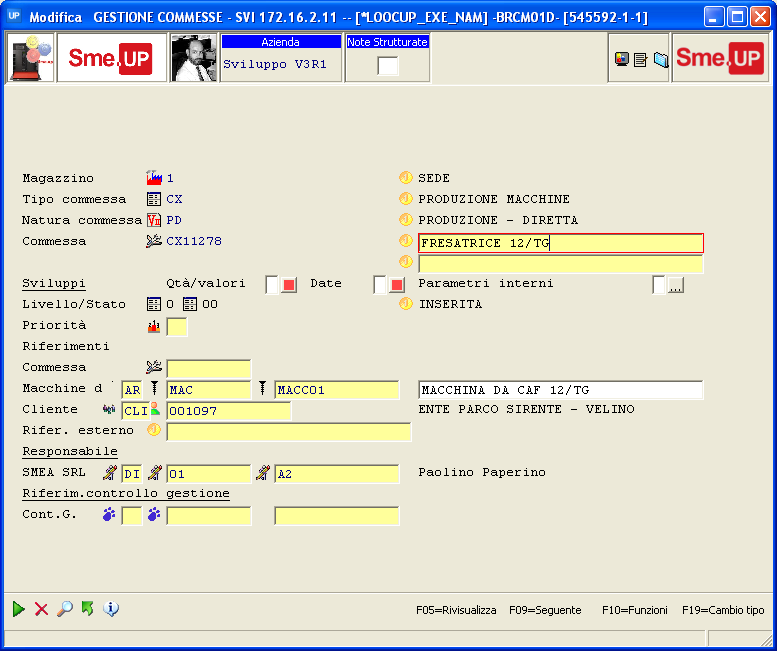 UP Modifica GESTIONE COMMESSE - SVI 172.16.2.11 -- [*LOOCUP_EXE_NAM] -BRCM01D- [545592-1-1]
Sme.UP
Azienda
Sviluppo V3R1
Note Strutturate
Sme.UP
Magazzino 1 SEDE
Tipo commessa CX PRODUZIONE MACCHINE
Natura commessa PD PRODUZIONE - DIRETTA
Commessa CX11278 FRESATRICE 12/TG
Sviluppi Qtà/valori Date Parametri interni ...
Livello/Stato 0 00 INSERITA
Priorità
Riferimenti
Commessa
Macchine d ' AR MAC MACC01 MACCHINA DA CAF 12/TG
Cliente CLI 001097 ENTE PARCO SIRENTE - VELINO
Rifer. esterno
Responsabile
SMEA SRL DI 01 A2 Paolino Paperino
Riferim.controllo gestione
Cont.G.
F05=Rivisualizza F09=Seguente F10=Funzioni F19=Cambio tipo